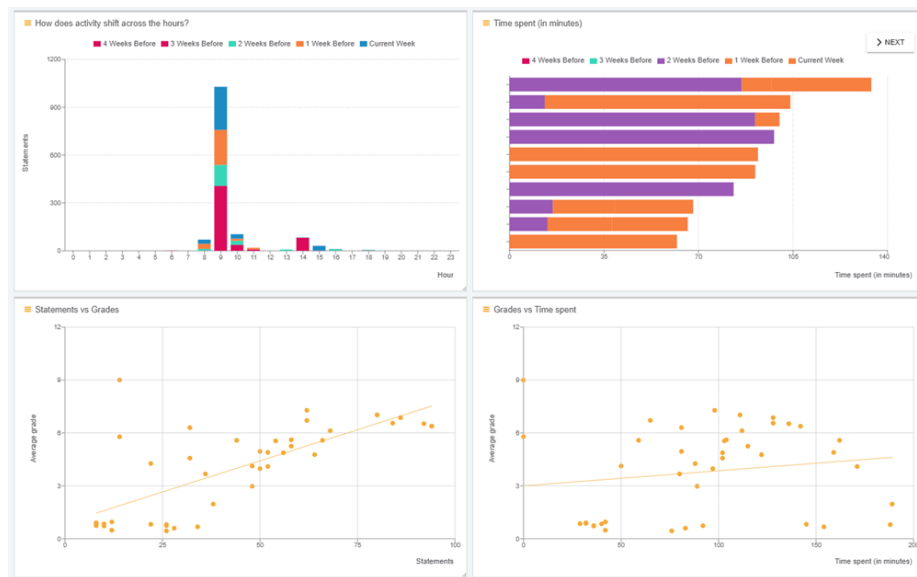 How does activity shift across the hours?
4 Weeks Before 3 Weeks Before 2 Weeks Before 1 Week Before Current Week
1200
900
600
300
0
Statements
0 1 2 3 4 5 6 7 8 9 10 11 12 13 14 15 16 17 18 19 20 21 22 23
Hour
Time spent (in minutes)
NEXT
4 Weeks Before 3 Weeks Before 2 Weeks Before 1 Week Before Current Week
0 35 70 105 140
Time spent (in minutes)
Statements vs Grades
12
9
6
3
0
Average grade
0 25 50 75 100
Statements
Grades vs Time spent
12
9
6
3
0
Average grade
0 50 100 150 200
Time spent (in minutes)